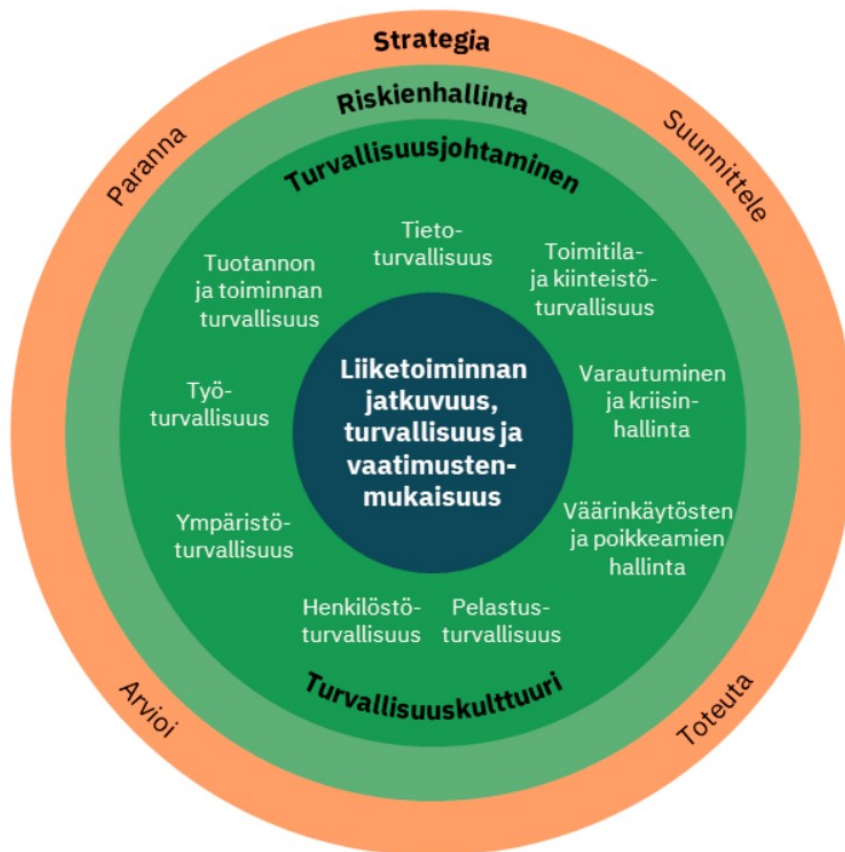 Strategia
Riskienhallinta
Turvallisuusjohtaminen
Paranna
Suunnittele
Tieto-
turvallisuus
Toimitila-
ja kiinteistö-
turvallisuus
Tuotannon
ja toiminnan
turvallisuus
Liiketoiminnan
jatkuvuus,
turvallisuus ja
vaatimusten-
mukaisuus
Varautuminen
ja kriisin-
hallinta
Työ-
turvallisuus
Väärinkäytösten
ja poikkeamien
hallinta
Ympäristö-
turvallisuus
Henkilöstö-
turvallisuus
Pelastus-
turvallisuus
Turvallisuuskulttuuri
Arvioi
Toteuta